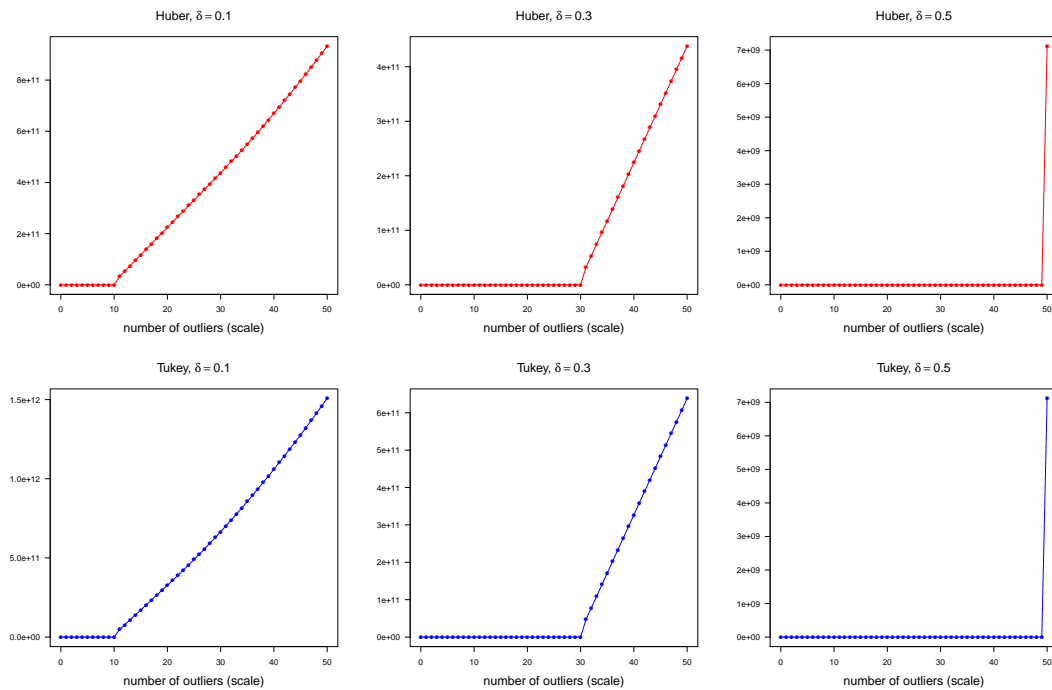 Huber, δ = 0.1
8e+11
6e+11
4e+11
2e+11
0e+00
0 10 20 30 40 50
number of outliers (scale)
Huber, δ = 0.3
4e+11
3e+11
2e+11
1e+11
0e+00
0 10 20 30 40 50
number of outliers (scale)
Huber, δ = 0.5
7e+09
6e+09
5e+09
4e+09
3e+09
2e+09
1e+09
0e+00
0 10 20 30 40 50
number of outliers (scale)
Tukey, δ = 0.1
1.5e+12
1.0e+12
5.0e+11
0.0e+00
0 10 20 30 40 50
number of outliers (scale)
Tukey, δ = 0.3
6e+11
5e+11
4e+11
3e+11
2e+11
1e+11
0e+00
0 10 20 30 40 50
number of outliers (scale)
Tukey, δ = 0.5
7e+09
6e+09
5e+09
4e+09
3e+09
2e+09
1e+09
0e+00
0 10 20 30 40 50
number of outliers (scale)